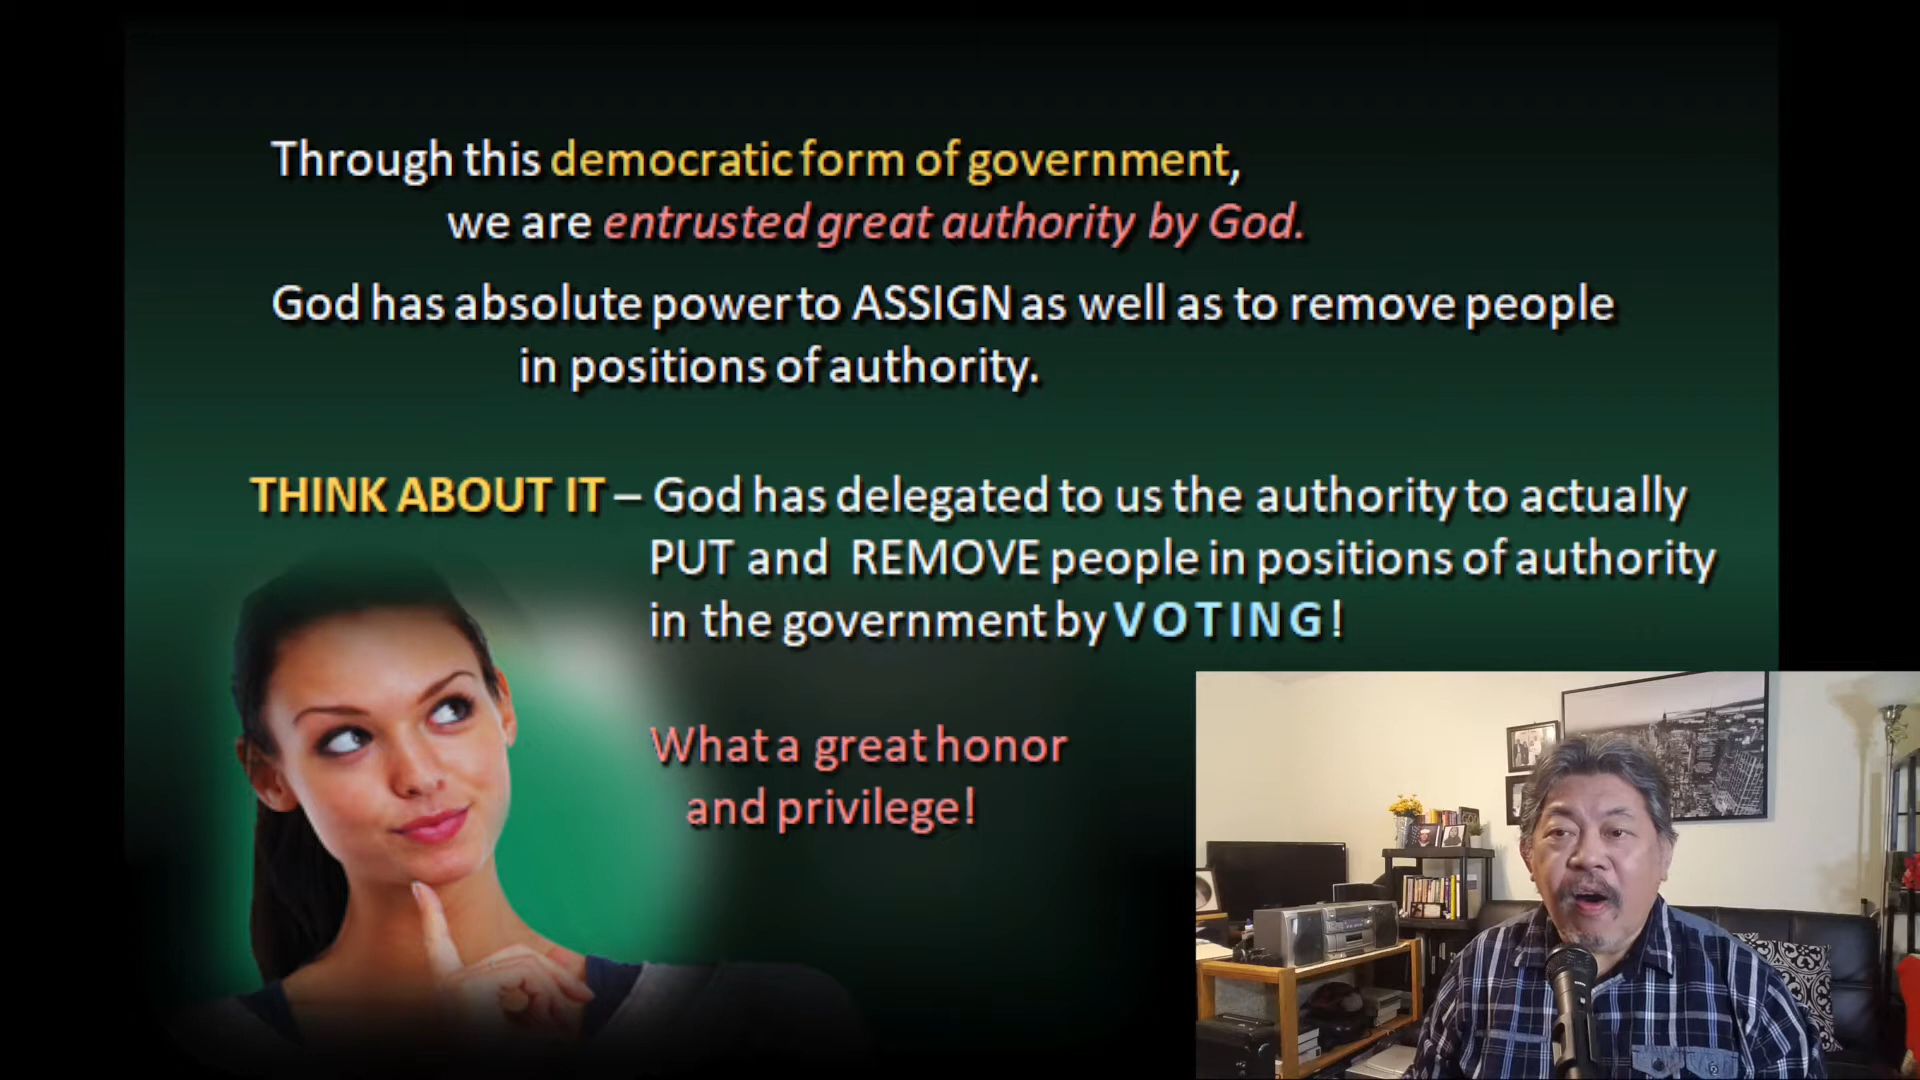 Through this democratic form of government,
we are entrusted great authority by God.
God has absolute power to ASSIGN as well as to remove people
in positions of authority.
THINK ABOUT IT – God has delegated to us the authority to actually
PUT and REMOVE people in positions of authority
in the government by VOTING!
What a great honor
and privilege!